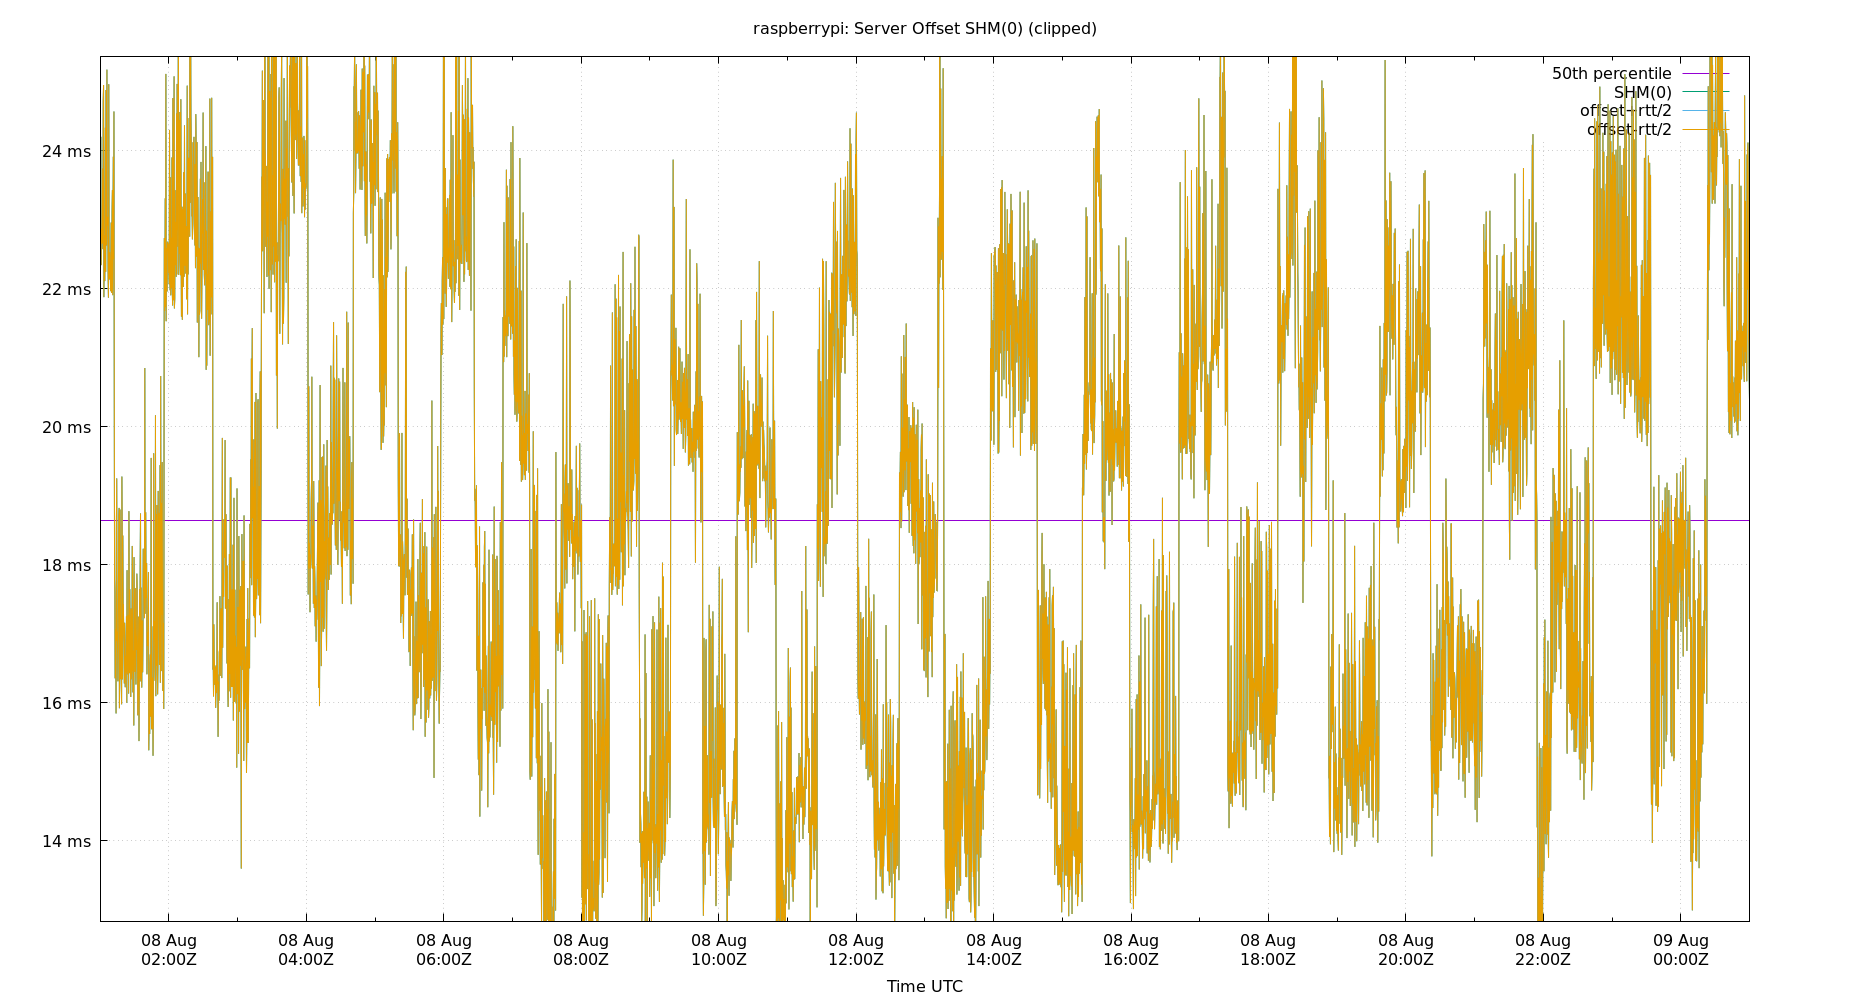 raspberrypi: Server Offset SHM(0) (clipped)
50th percentile
SHM(0)
offset+rtt/2
offset-rtt/2
24 ms
22 ms
20 ms
18 ms
16 ms
14 ms
08 Aug 08 Aug 08 Aug 08 Aug 08 Aug 08 Aug 08 Aug 08 Aug 08 Aug 08 Aug 08 Aug 09 Aug
02:00Z 04:00Z 06:00Z 08:00Z 10:00Z 12:00Z 14:00Z 16:00Z 18:00Z 20:00Z 22:00Z 00:00Z
Time UTC